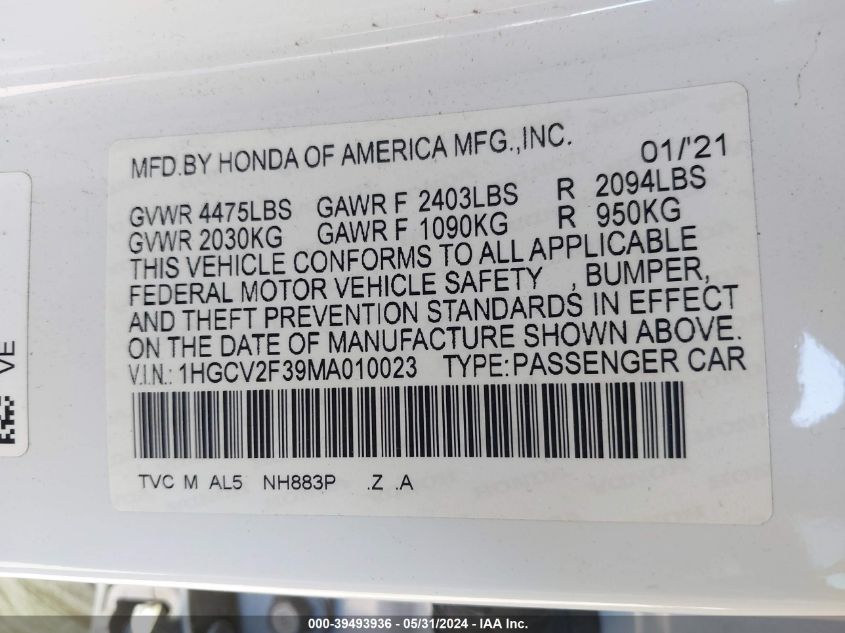 MFD.BY HONDA OF AMERICA MFG.,INC. 01/'21
GVWR 4475LBS GAWR F 2403LBS R 2094LBS
GVWR 2030KG GAWR F 1090KG R 950KG
THIS VEHICLE CONFORMS TO ALL APPLICABLE
FEDERAL MOTOR VEHICLE SAFETY , BUMPER,
AND THEFT PREVENTION STANDARDS IN EFFECT
ON THE DATE OF MANUFACTURE SHOWN ABOVE.
V.I.N.: 1HGCV2F39MA010023 TYPE:PASSENGER CAR
TVC M AL5 NH883P .Z .A
VE
000-39493936 - 05/31/2024 - IAA Inc.